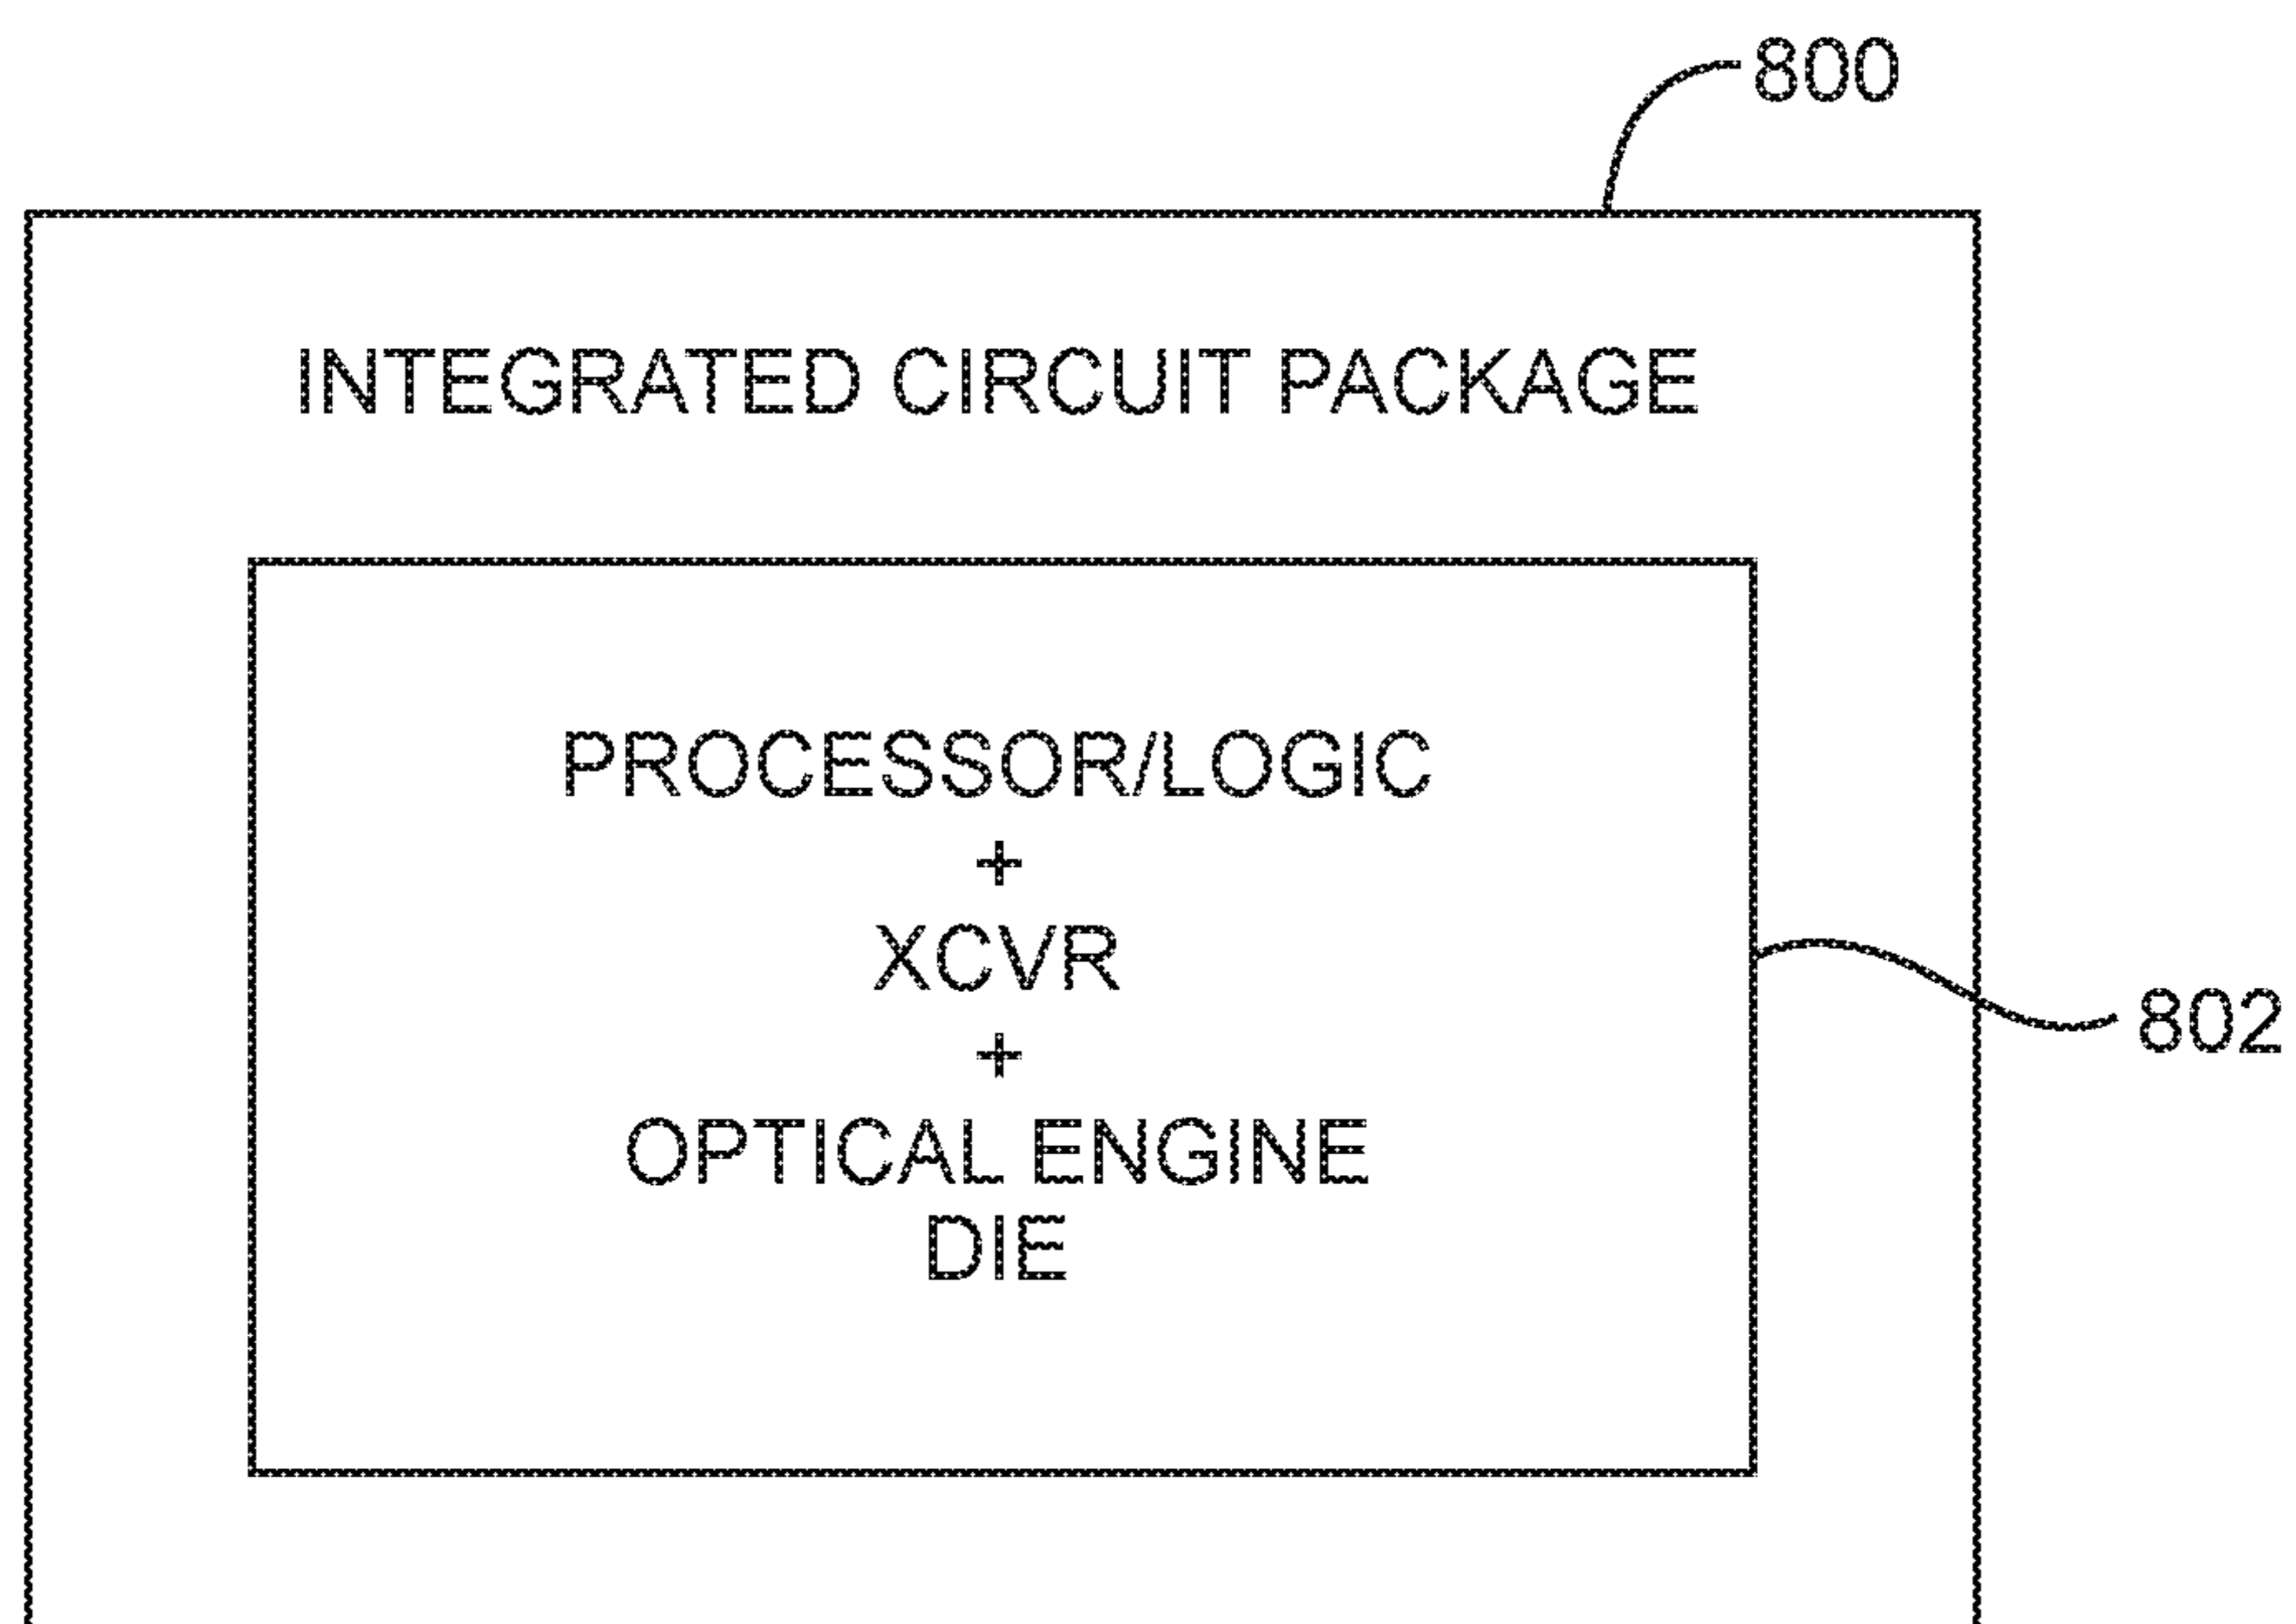 800
INTEGRATED CIRCUIT PACKAGE
PROCESSOR/LOGIC
+
XCVR
+
OPTICAL ENGINE
DIE
802